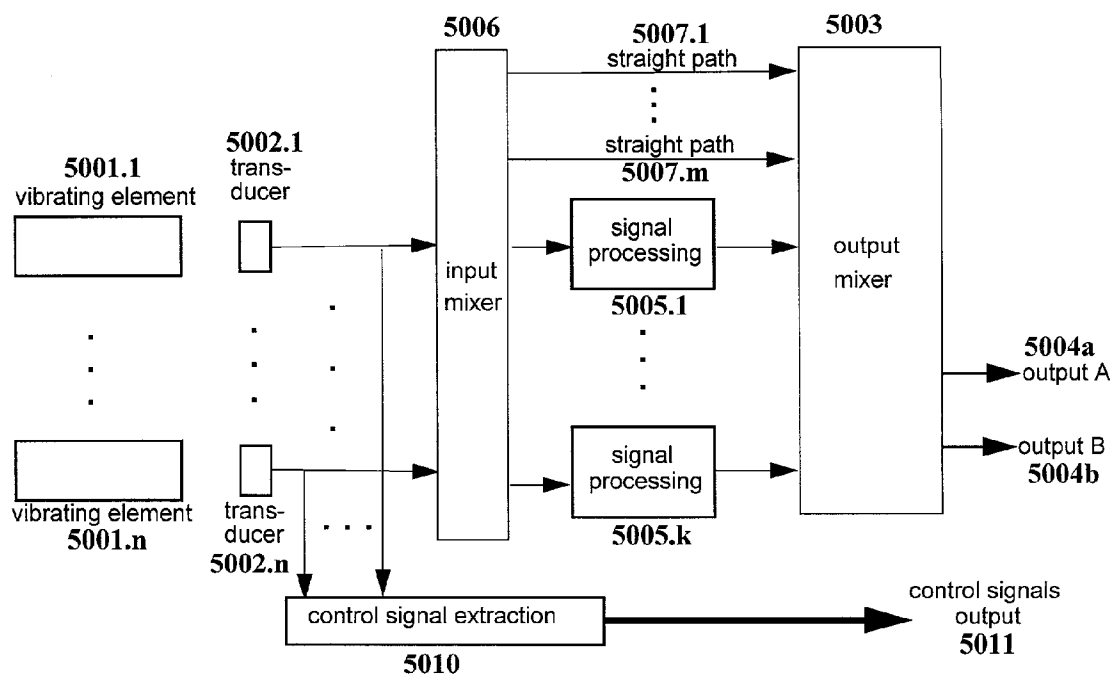 5006
5007.1
straight path
5003
5002.1
trans-
ducer
5001.1
vibrating element
straight path
5007.m
signal
processing
5005.1
input
mixer
output
mixer
5004a
output A
output B
5004b
signal
processing
5005.k
vibrating element
5001.n
trans-
ducer
5002.n
control signal extraction
5010
control signals
output
5011